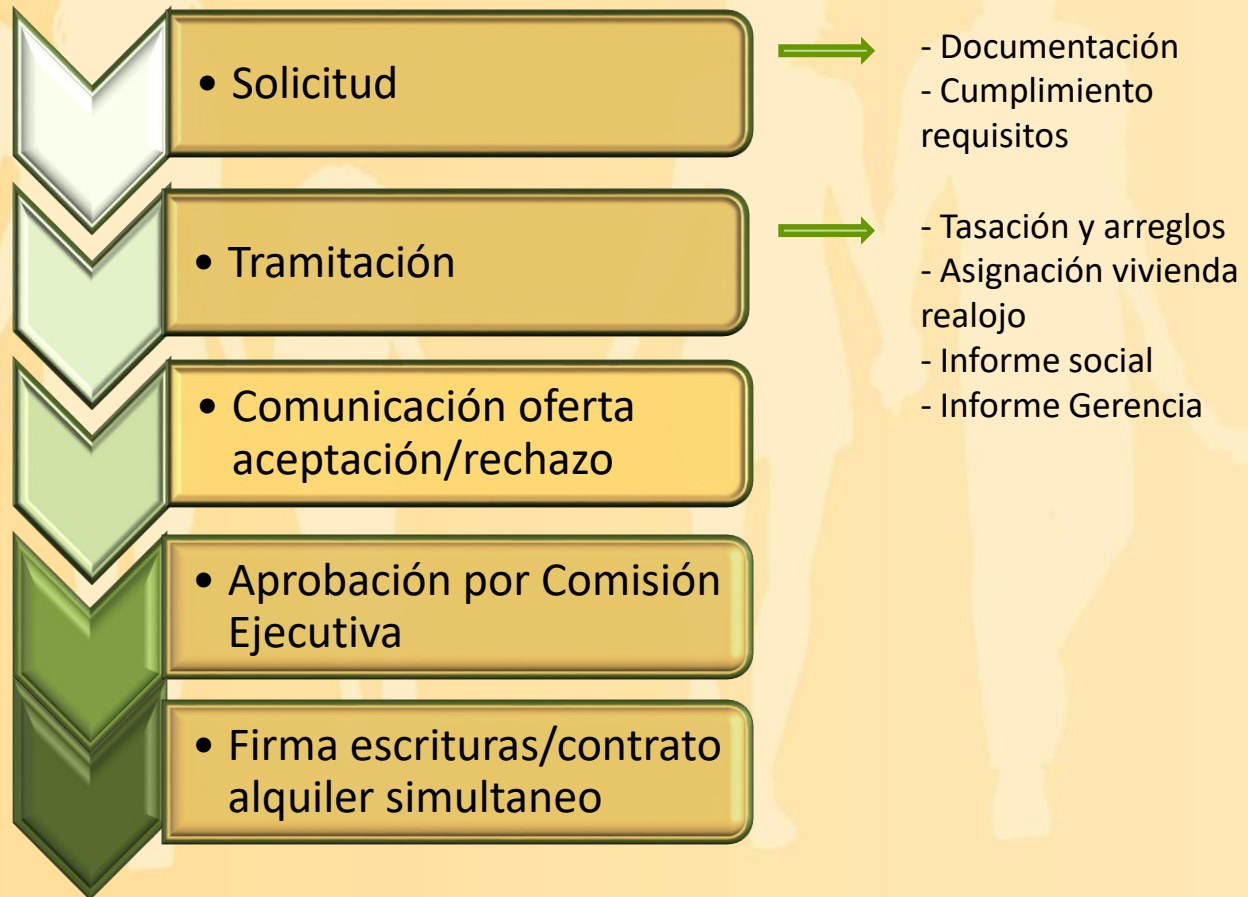 • Solicitud
- Documentación
- Cumplimiento
requisitos
• Tramitación
- Tasación y arreglos
- Asignación vivienda
realojo
- Informe social
- Informe Gerencia
• Comunicación oferta
aceptación/rechazo
• Aprobación por Comisión
Ejecutiva
• Firma escrituras/contrato
alquiler simultaneo